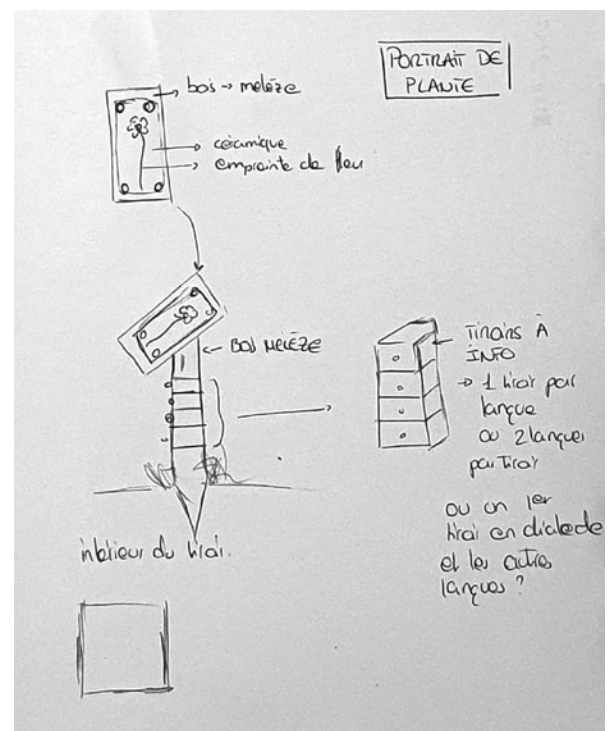 PORTRAIT DE
PLANTE
bois → mélèze
céramique
empreinte de fleur
BOIS MELÈZE
TIROIRS À
INFO
→ 1 tiroir par
langue
ou 2 langues
par tiroir
ou un 1er
tiroir en dialecte
et les autres
langues ?
intérieur du tiroir.